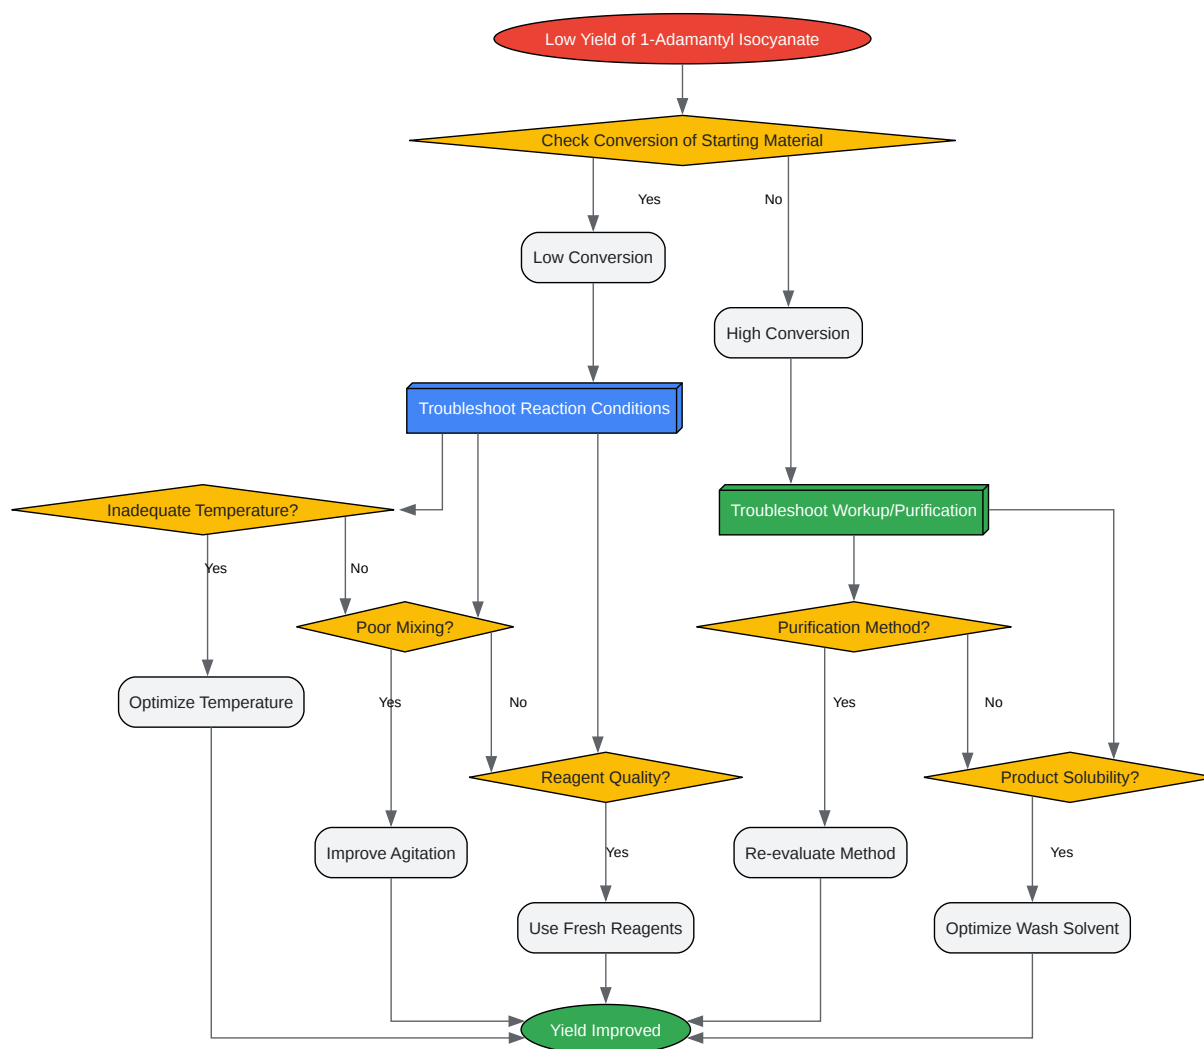 Low Yield of 1-Adamantyl Isocyanate
Check Conversion of Starting Material
Yes
No
Low Conversion
High Conversion
Troubleshoot Reaction Conditions
Inadequate Temperature?
Troubleshoot Workup/Purification
Yes
No
Poor Mixing?
Purification Method?
Optimize Temperature
Yes
No
Yes
No
Reagent Quality?
Product Solubility?
Improve Agitation
Yes
Re-evaluate Method
Yes
Use Fresh Reagents
Optimize Wash Solvent
Yield Improved